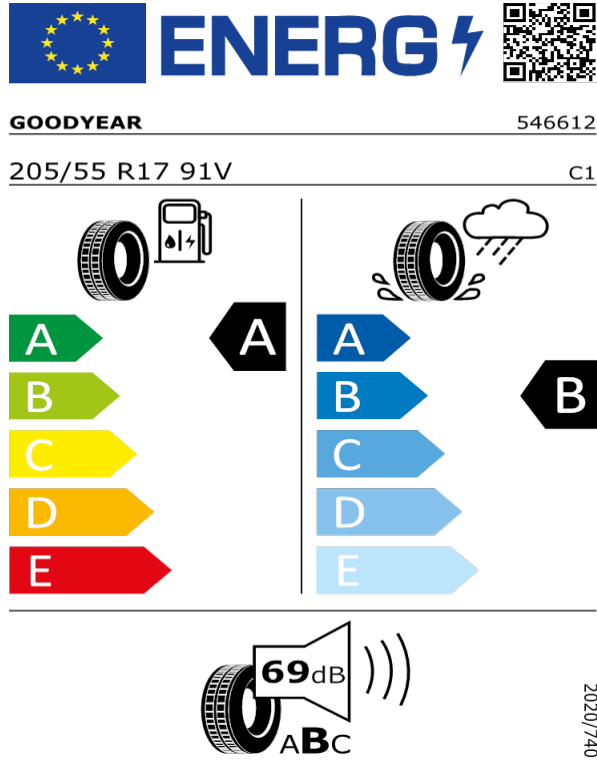 ENERG
GOODYEAR 546612
205/55 R17 91V C1
A A A
B B B
C C
D D
E E
69dB
ABC
2020/740